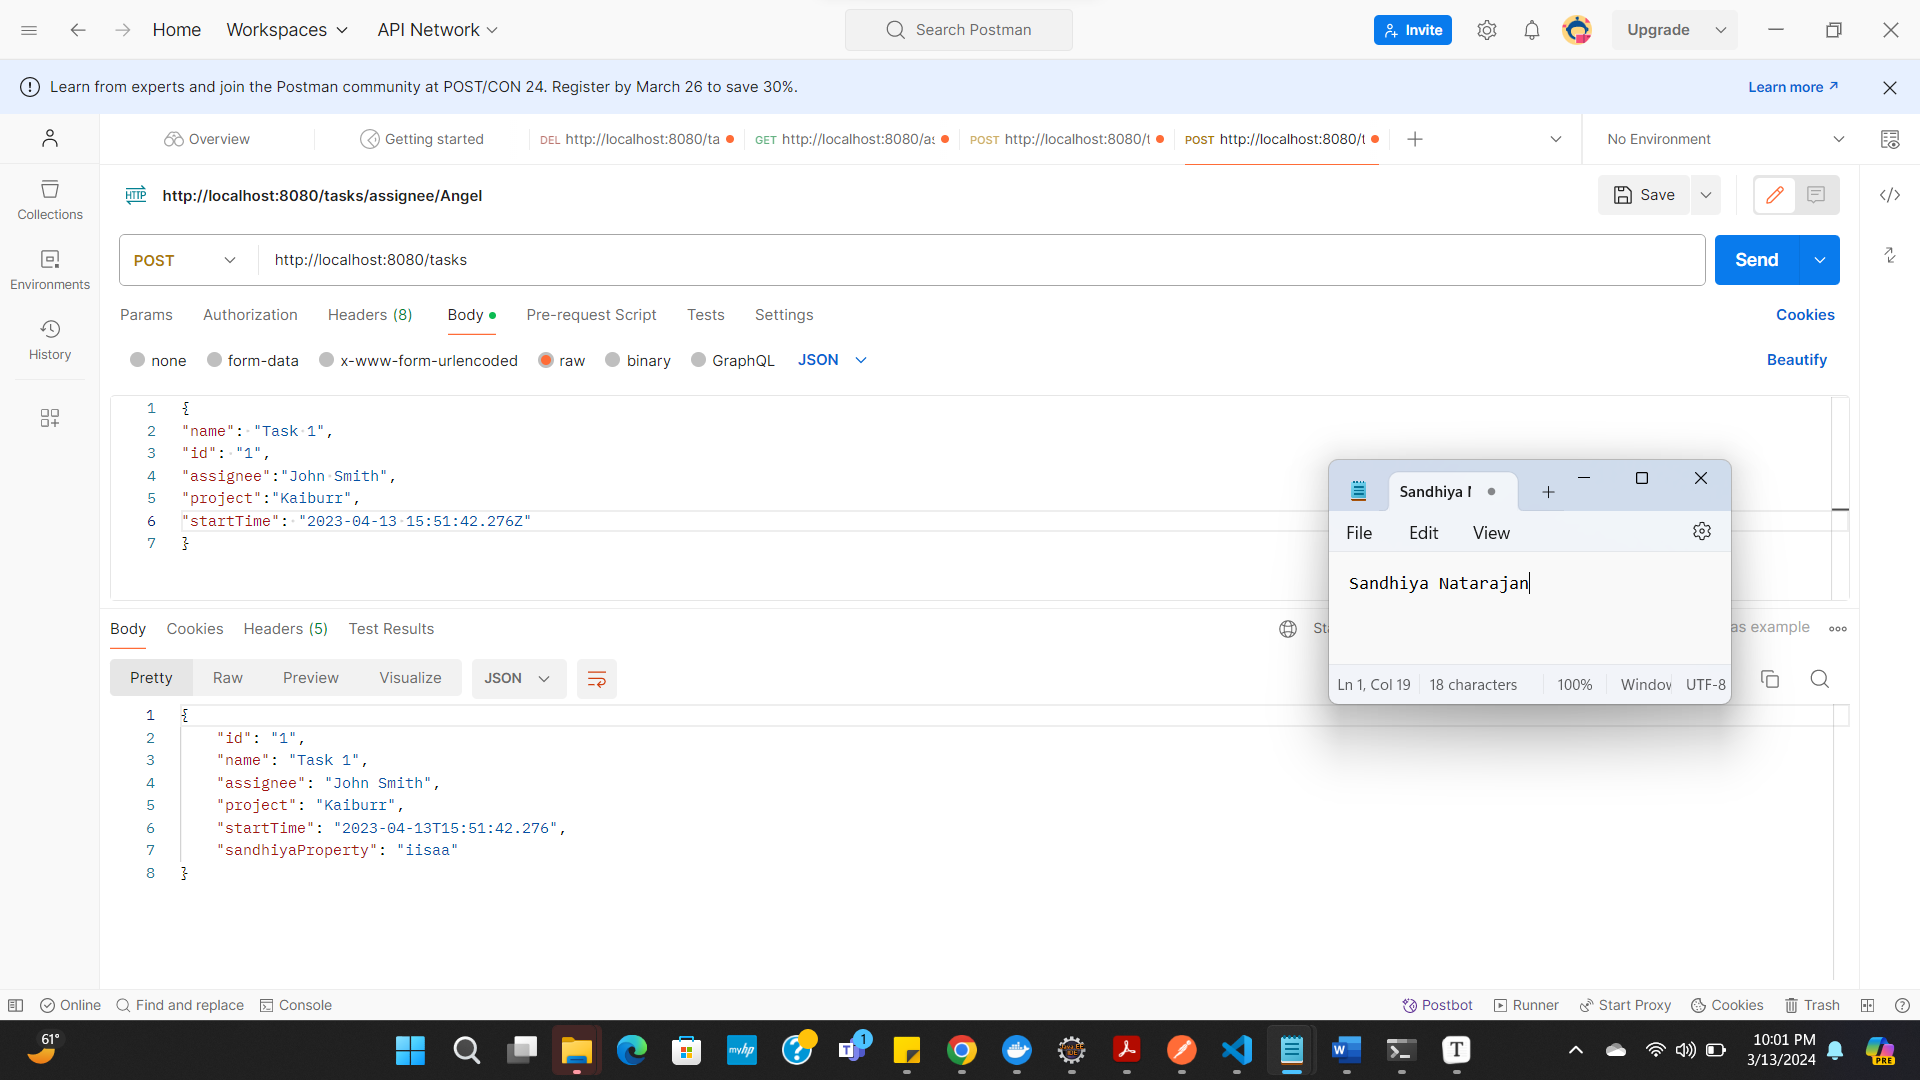 Home Workspaces API Network Search Postman Invite Upgrade
Learn from experts and join the Postman community at POST/CON 24. Register by March 26 to save 30%. Learn more
Overview Getting started DEL http://localhost:8080/ta GET http://localhost:8080/as POST http://localhost:8080/t POST http://localhost:8080/t No Environment
HTTP http://localhost:8080/tasks/assignee/Angel Save
Collections
Environments
History
POST http://localhost:8080/tasks Send
Params Authorization Headers (8) Body Pre-request Script Tests Settings Cookies
none form-data x-www-form-urlencoded raw binary GraphQL JSON Beautify
1 {
2 "name": "Task 1",
3 "id": "1",
4 "assignee":"John Smith",
5 "project":"Kaiburr",
6 "startTime": "2023-04-13 15:51:42.276Z"
7 }
Sandhiya N
File Edit View
Sandhiya Natarajan
Ln 1, Col 19 18 characters 100% Window UTF-8
Body Cookies Headers (5) Test Results Sta as example
Pretty Raw Preview Visualize JSON
1 {
2 "id": "1",
3 "name": "Task 1",
4 "assignee": "John Smith",
5 "project": "Kaiburr",
6 "startTime": "2023-04-13T15:51:42.276",
7 "sandhiyaProperty": "iisaa"
8 }
Online Find and replace Console Postbot Runner Start Proxy Cookies Trash
61° myhp 1 T 10:01 PM
3/13/2024 PRE